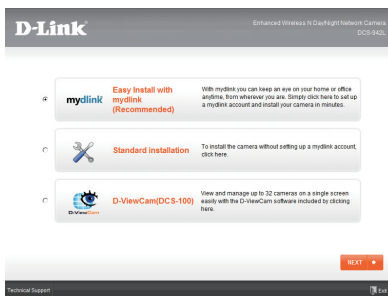 D-Link
Enhanced Wireless N Day/Night Network Camera
DCS-942L
mydlink
Easy Install with
mydlink
(Recommended)
With mydlink you can keep an eye on your home or office
anytime, from wherever you are. Simply click here to set up
a mydlink account and install your camera in minutes.
Standard installation
To install the camera without setting up a mydlink account,
click here.
D-ViewCam
D-ViewCam(DCS-100)
View and manage up to 32 cameras on a single screen
easily with the D-ViewCam software included by clicking
here.
NEXT
Technical Support
Exit